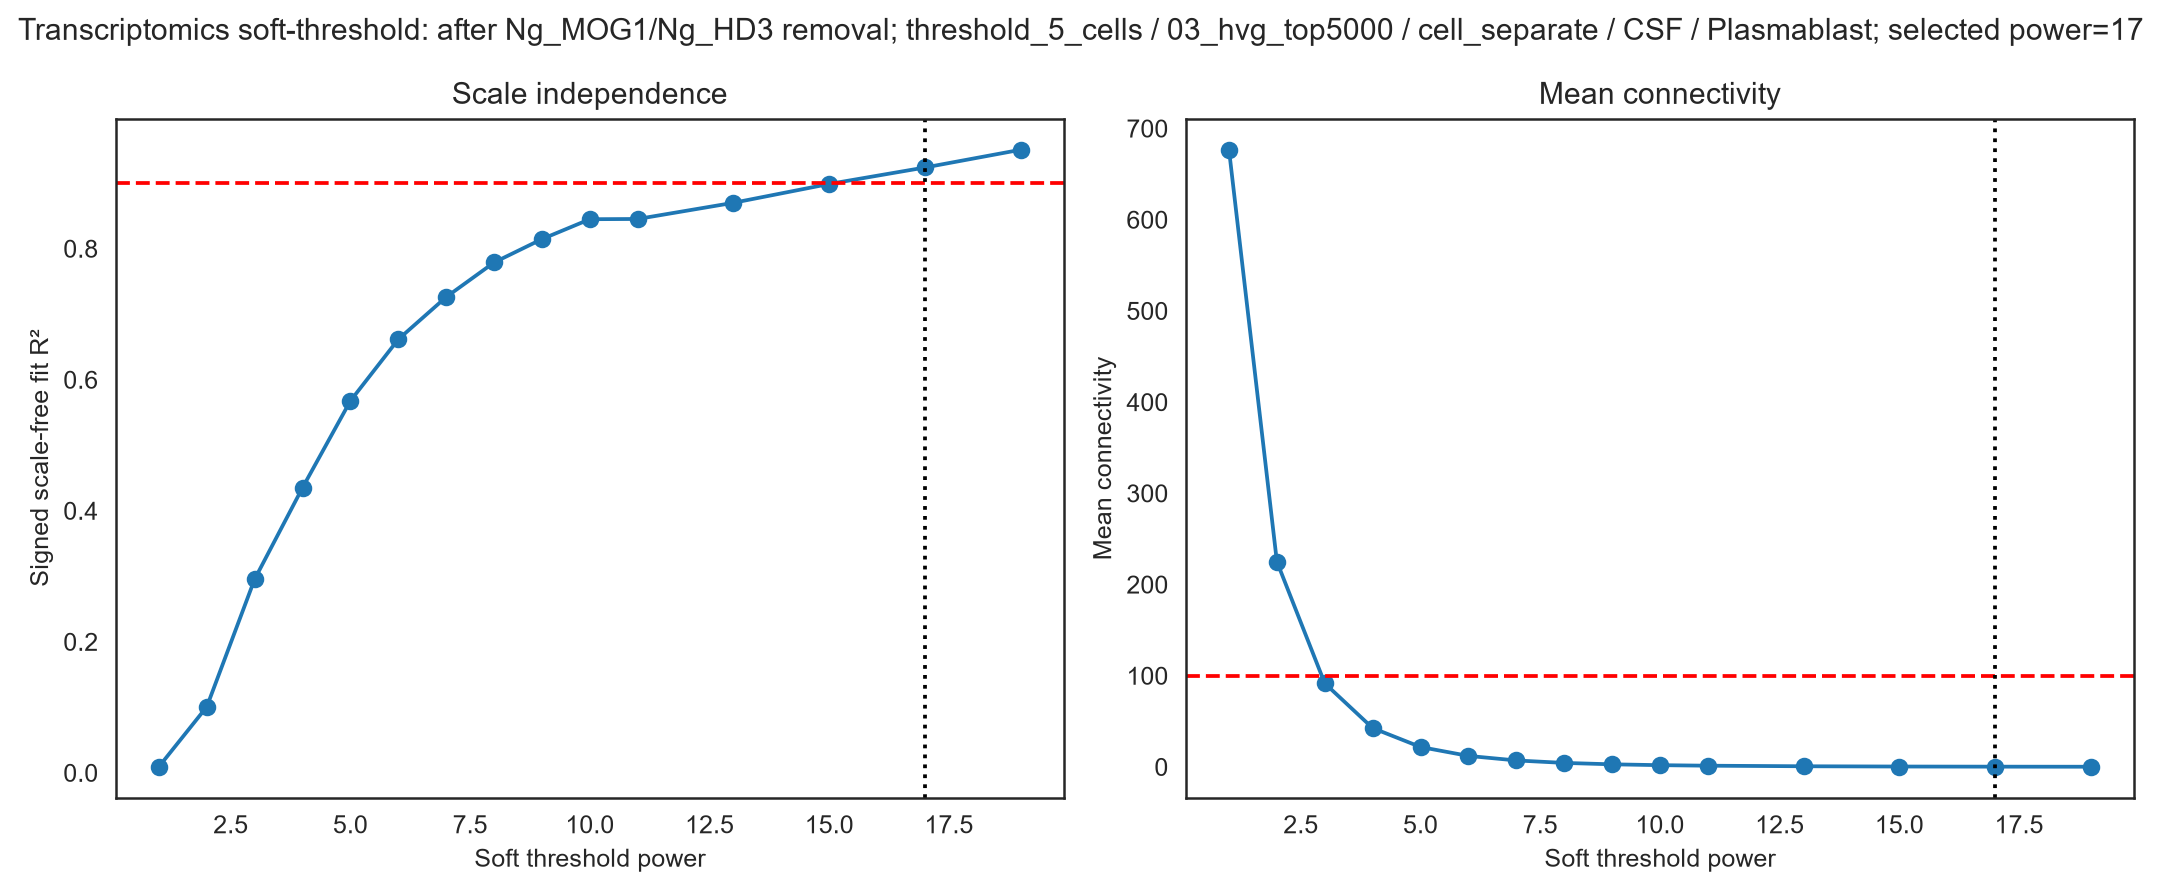 Transcriptomics soft-threshold: after Ng_MOG1/Ng_HD3 removal; threshold_5_cells / 03_hvg_top5000 / cell_separate / CSF / Plasmablast; selected power=17
Scale independence
Signed scale-free fit R²
0.8
0.6
0.4
0.2
0.0
2.5 5.0 7.5 10.0 12.5 15.0 17.5
Soft threshold power
Mean connectivity
Mean connectivity
700
600
500
400
300
200
100
0
2.5 5.0 7.5 10.0 12.5 15.0 17.5
Soft threshold power